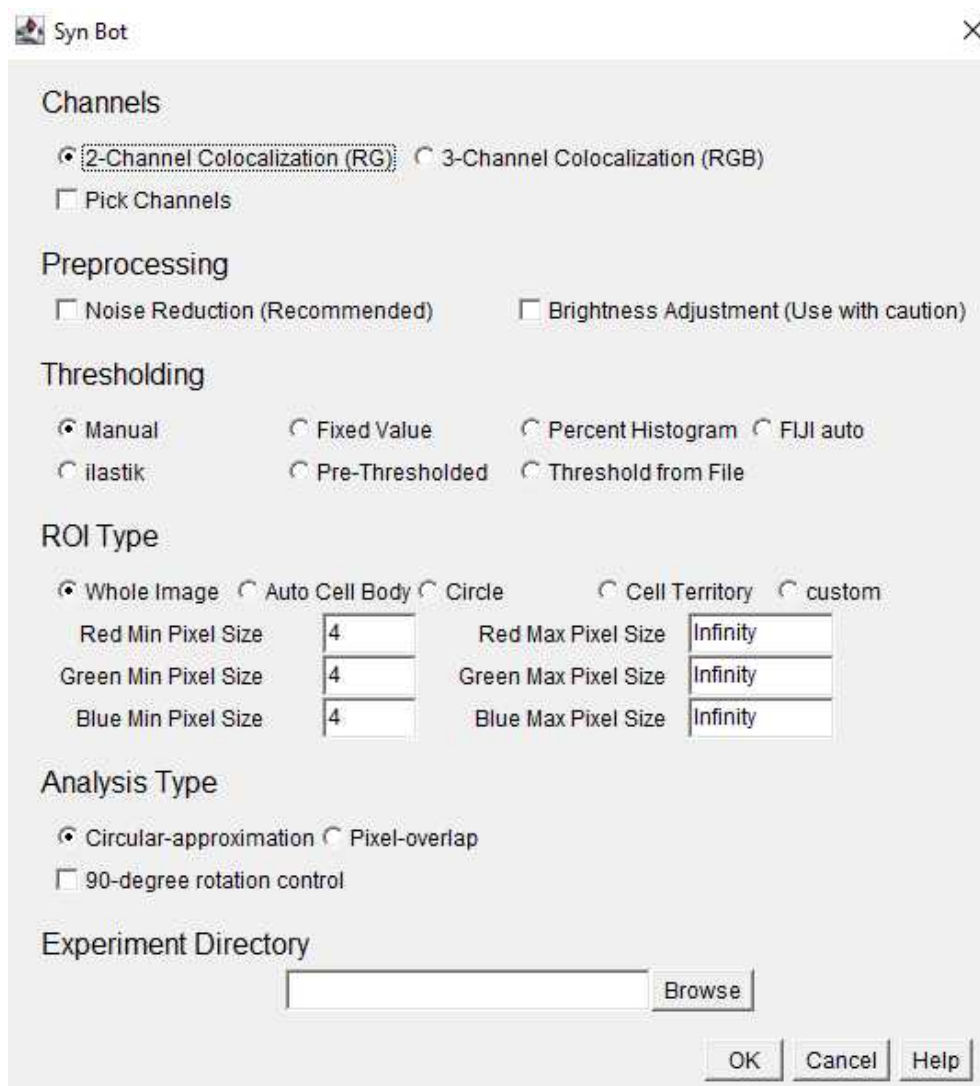 Syn Bot
Channels
2-Channel Colocalization (RG) 3-Channel Colocalization (RGB)
Pick Channels
Preprocessing
Noise Reduction (Recommended) Brightness Adjustment (Use with caution)
Thresholding
Manual Fixed Value Percent Histogram FIJI auto
ilastik Pre-Thresholded Threshold from File
ROI Type
Whole Image Auto Cell Body Circle Cell Territory custom
Red Min Pixel Size 4 Red Max Pixel Size Infinity
Green Min Pixel Size 4 Green Max Pixel Size Infinity
Blue Min Pixel Size 4 Blue Max Pixel Size Infinity
Analysis Type
Circular-approximation Pixel-overlap
90-degree rotation control
Experiment Directory
Browse
OK Cancel Help